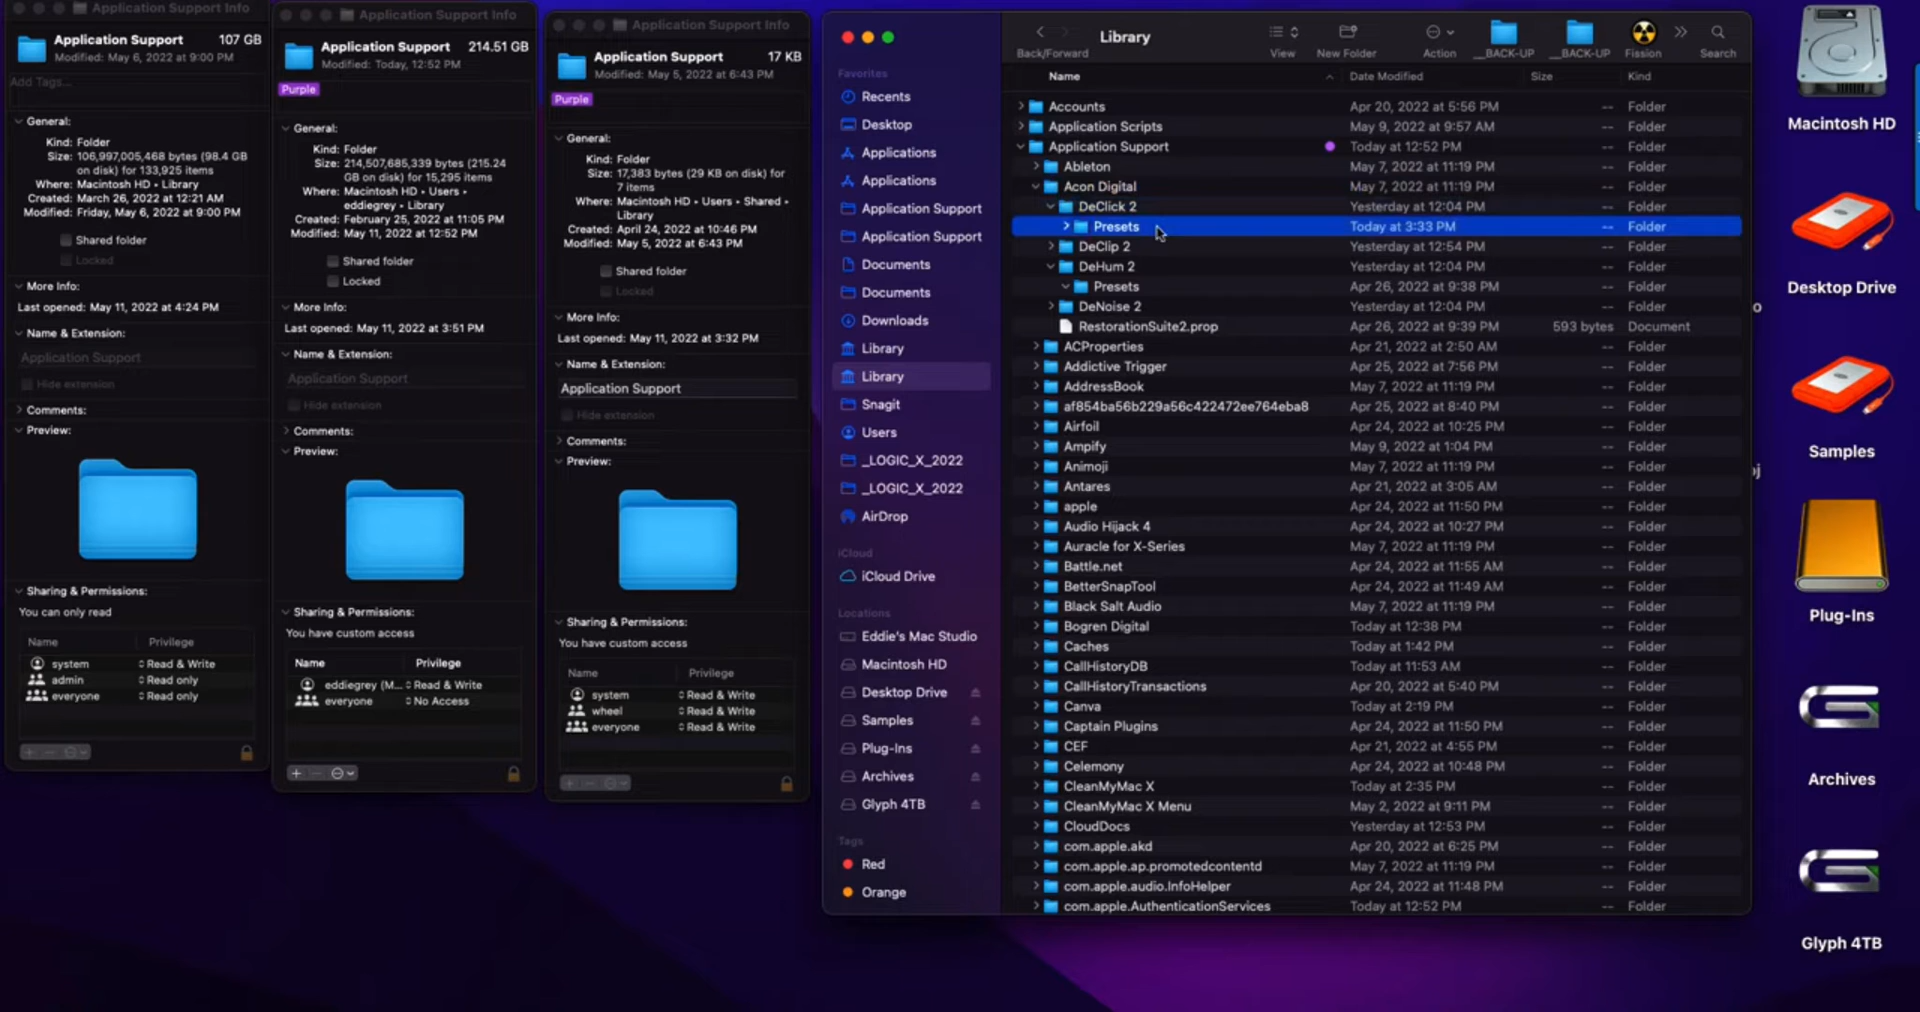 Application Support Info
Application Support 107 GB
Modified: May 6, 2022 at 9:00 PM
Add Tags...
General:
Kind: Folder
Size: 106,997,005,468 bytes (98.4 GB
on disk) for 133,925 items
Where: Macintosh HD • Library
Created: March 26, 2022 at 12:21 AM
Modified: Friday, May 6, 2022 at 9:00 PM
Shared folder
Locked
More Info:
Last opened: May 11, 2022 at 4:24 PM
Name & Extension:
Application Support
Hide extension
Comments:
Preview:
Sharing & Permissions:
You can only read
Name Privilege
system Read & Write
admin Read only
everyone Read only
Application Support Info
Application Support 214.51 GB
Modified: Today, 12:52 PM
Purple
General:
Kind: Folder
Size: 214,507,685,339 bytes (215.24
GB on disk) for 15,295 items
Where: Macintosh HD • Users •
eddiegrey • Library
Created: February 25, 2022 at 11:05 PM
Modified: May 11, 2022 at 12:52 PM
Shared folder
Locked
More Info:
Last opened: May 11, 2022 at 3:51 PM
Name & Extension:
Application Support
Hide extension
Comments:
Preview:
Sharing & Permissions:
You have custom access
Name Privilege
eddiegrey (M... Read & Write
everyone No Access
Application Support Info
Application Support 17 KB
Modified: May 5, 2022 at 6:43 PM
Purple
General:
Kind: Folder
Size: 17,383 bytes (29 KB on disk) for
7 items
Where: Macintosh HD • Users • Shared •
Library
Created: April 24, 2022 at 10:46 PM
Modified: May 5, 2022 at 6:43 PM
Shared folder
Locked
More Info:
Last opened: May 11, 2022 at 3:32 PM
Name & Extension:
Application Support
Hide extension
Comments:
Preview:
Sharing & Permissions:
You have custom access
Name Privilege
system Read & Write
wheel Read & Write
everyone Read & Write
Favorites
Recents
Desktop
Applications
Applications
Application Support
Application Support
Documents
Documents
Downloads
Library
Library
Snagit
Users
_LOGIC_X_2022
_LOGIC_X_2022
AirDrop
iCloud
iCloud Drive
Locations
Eddie's Mac Studio
Macintosh HD
Desktop Drive
Samples
Plug-Ins
Archives
Glyph 4TB
Tags
Red
Orange
Library
Back/Forward View New Folder Action __BACK-UP __BACK-UP Fission Search
Name Date Modified Size Kind
Accounts Apr 20, 2022 at 5:56 PM -- Folder
Application Scripts May 9, 2022 at 9:57 AM -- Folder
Application Support Today at 12:52 PM -- Folder
Ableton May 7, 2022 at 11:19 PM -- Folder
Acon Digital May 7, 2022 at 11:19 PM -- Folder
DeClick 2 Yesterday at 12:04 PM -- Folder
Presets Today at 3:33 PM -- Folder
DeClip 2 Yesterday at 12:54 PM -- Folder
DeHum 2 Yesterday at 12:04 PM -- Folder
Presets Apr 26, 2022 at 9:38 PM -- Folder
DeNoise 2 Yesterday at 12:04 PM -- Folder
RestorationSuite2.prop Apr 26, 2022 at 9:39 PM 593 bytes Document
ACProperties Apr 21, 2022 at 2:50 AM -- Folder
Addictive Trigger Apr 25, 2022 at 7:56 PM -- Folder
AddressBook May 7, 2022 at 11:19 PM -- Folder
af854ba56b229a56c422472ee764eba8 Apr 25, 2022 at 8:40 PM -- Folder
Airfoil Apr 24, 2022 at 10:25 PM -- Folder
Ampify May 9, 2022 at 1:04 PM -- Folder
Animoji May 7, 2022 at 11:19 PM -- Folder
Antares Apr 21, 2022 at 3:05 AM -- Folder
apple Apr 24, 2022 at 11:50 PM -- Folder
Audio Hijack 4 Apr 24, 2022 at 10:27 PM -- Folder
Auracle for X-Series May 7, 2022 at 11:19 PM -- Folder
Battle.net Apr 24, 2022 at 11:55 AM -- Folder
BetterSnapTool Apr 24, 2022 at 11:49 AM -- Folder
Black Salt Audio May 7, 2022 at 11:19 PM -- Folder
Bogren Digital Today at 12:38 PM -- Folder
Caches Today at 1:42 PM -- Folder
CallHistoryDB Today at 11:53 AM -- Folder
CallHistoryTransactions Apr 20, 2022 at 5:40 PM -- Folder
Canva Today at 2:19 PM -- Folder
Captain Plugins Apr 24, 2022 at 11:50 PM -- Folder
CEF Apr 21, 2022 at 4:55 PM -- Folder
Celemony Apr 24, 2022 at 10:48 PM -- Folder
CleanMyMac X Today at 2:35 PM -- Folder
CleanMyMac X Menu May 2, 2022 at 9:11 PM -- Folder
CloudDocs Yesterday at 12:53 PM -- Folder
com.apple.akd Apr 20, 2022 at 6:25 PM -- Folder
com.apple.ap.promotedcontentd May 7, 2022 at 11:19 PM -- Folder
com.apple.audio.InfoHelper Apr 24, 2022 at 11:48 PM -- Folder
com.apple.AuthenticationServices Today at 12:52 PM -- Folder
Macintosh HD
Desktop Drive
Samples
Plug-Ins
Archives
Glyph 4TB